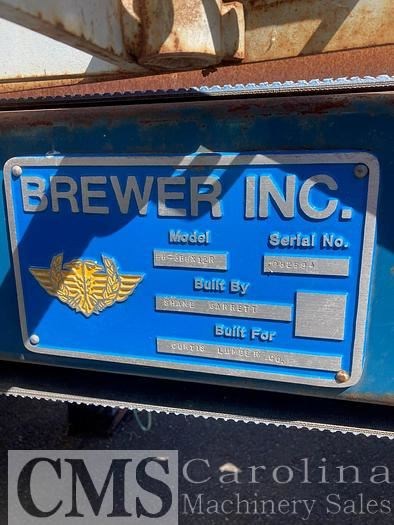 BREWER INC.
Model Serial No.
Built By
SHANE GARRETT
Built For
CURTIS LUMBER CO.
CMS Carolina
Machinery Sales